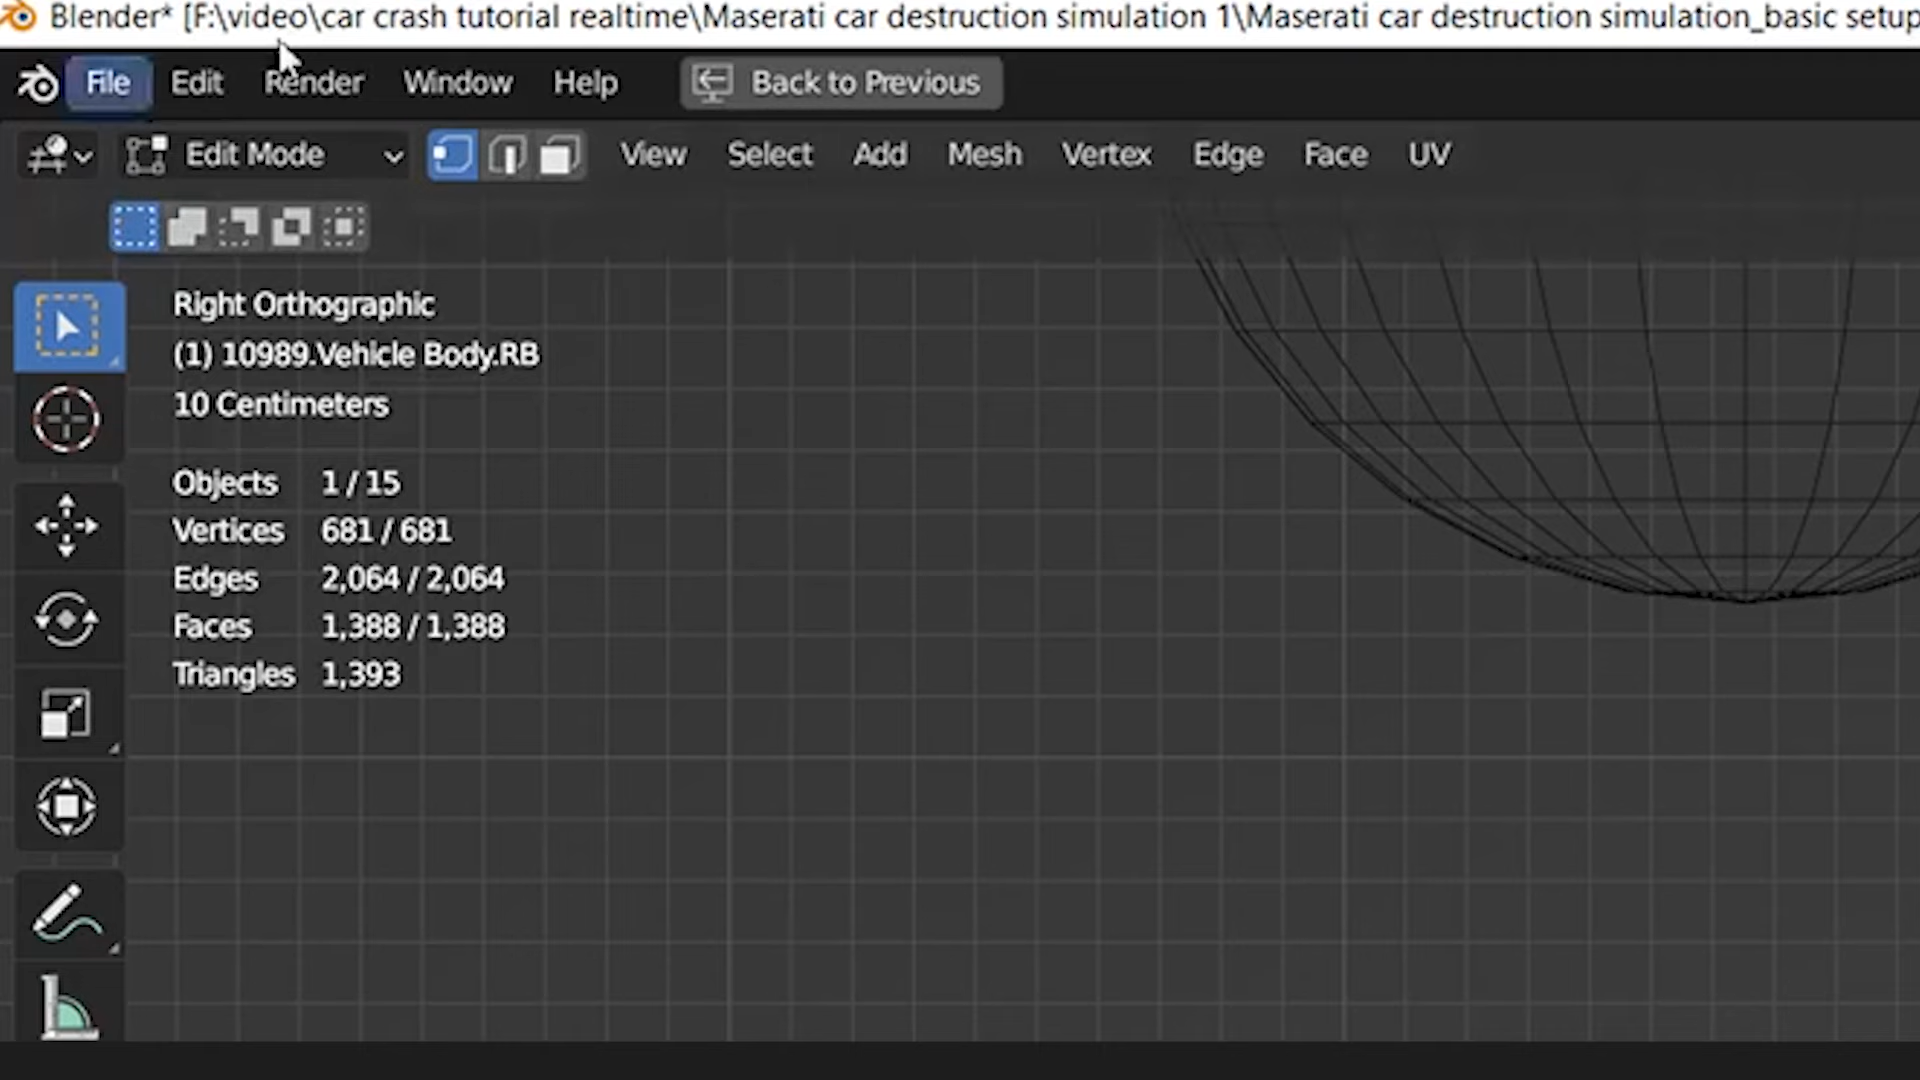 Blender* [F:\video\car crash tutorial realtime\Maserati car destruction simulation 1\Maserati car destruction simulation_basic setup
File Edit Render Window Help Back to Previous
Edit Mode View Select Add Mesh Vertex Edge Face UV
Right Orthographic
(1) 10989.Vehicle Body.RB
10 Centimeters
Objects 1 / 15
Vertices 681 / 681
Edges 2,064 / 2,064
Faces 1,388 / 1,388
Triangles 1,393